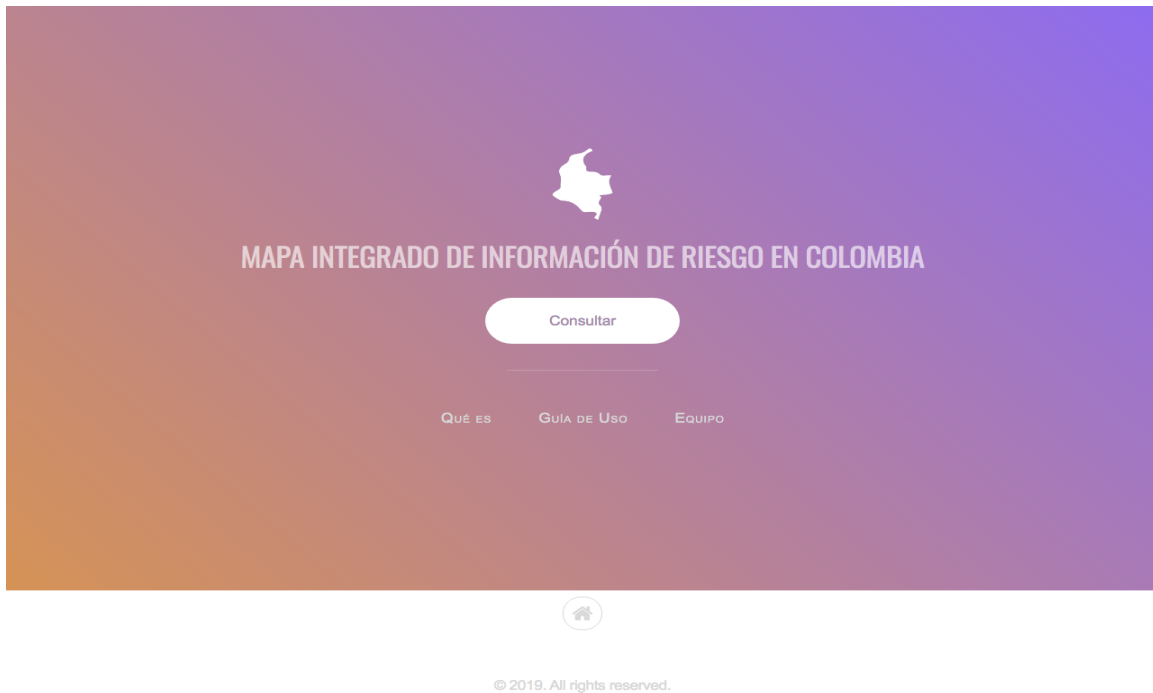 MAPA INTEGRADO DE INFORMACIÓN DE RIESGO EN COLOMBIA
Consultar
Qué es Guía de Uso Equipo
© 2019. All rights reserved.